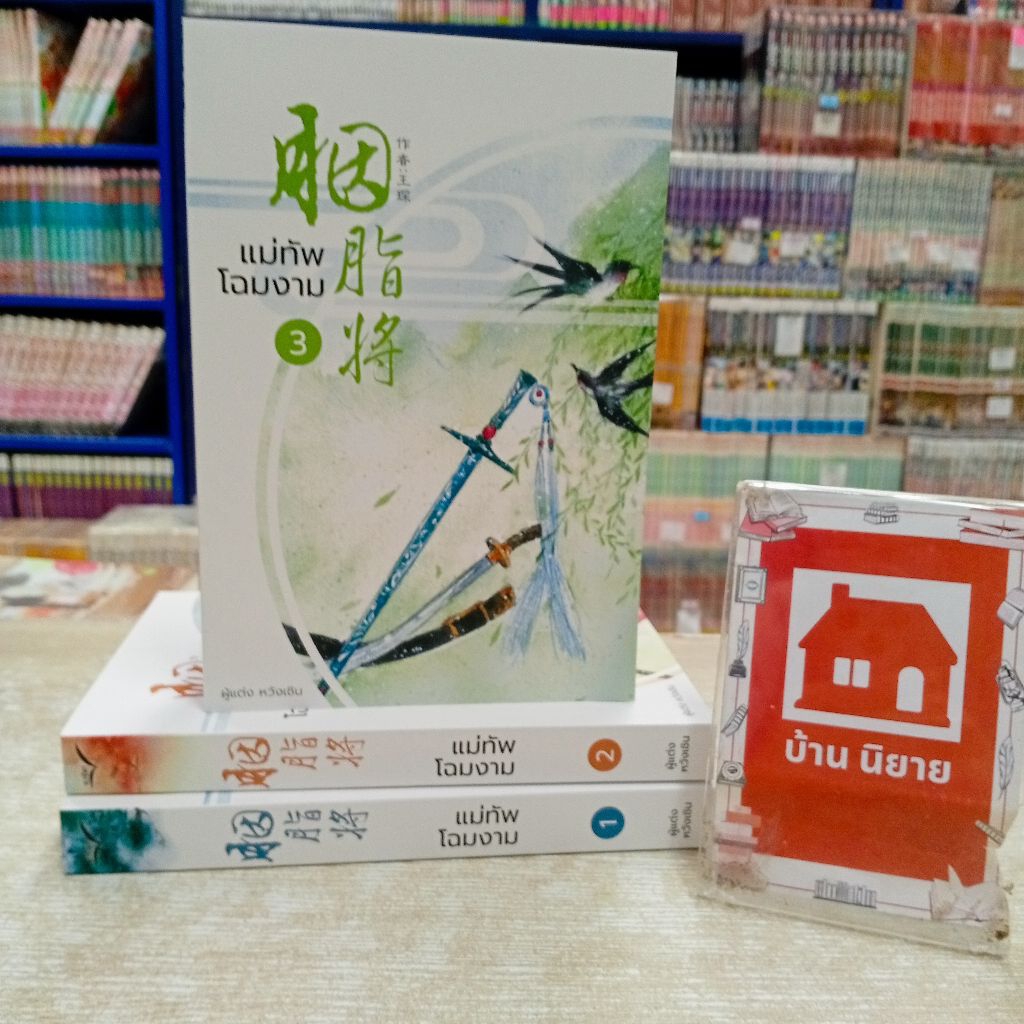 胭脂将
作者：王琛
แม่ทัพ
โฉมงาม
3
ผู้แต่ง หวังเซิน
胭脂将
แม่ทัพ
โฉมงาม
2
ผู้แต่ง
หวังเซิน
胭脂将
แม่ทัพ
โฉมงาม
1
ผู้แต่ง
หวังเซิน
บ้าน นิยาย